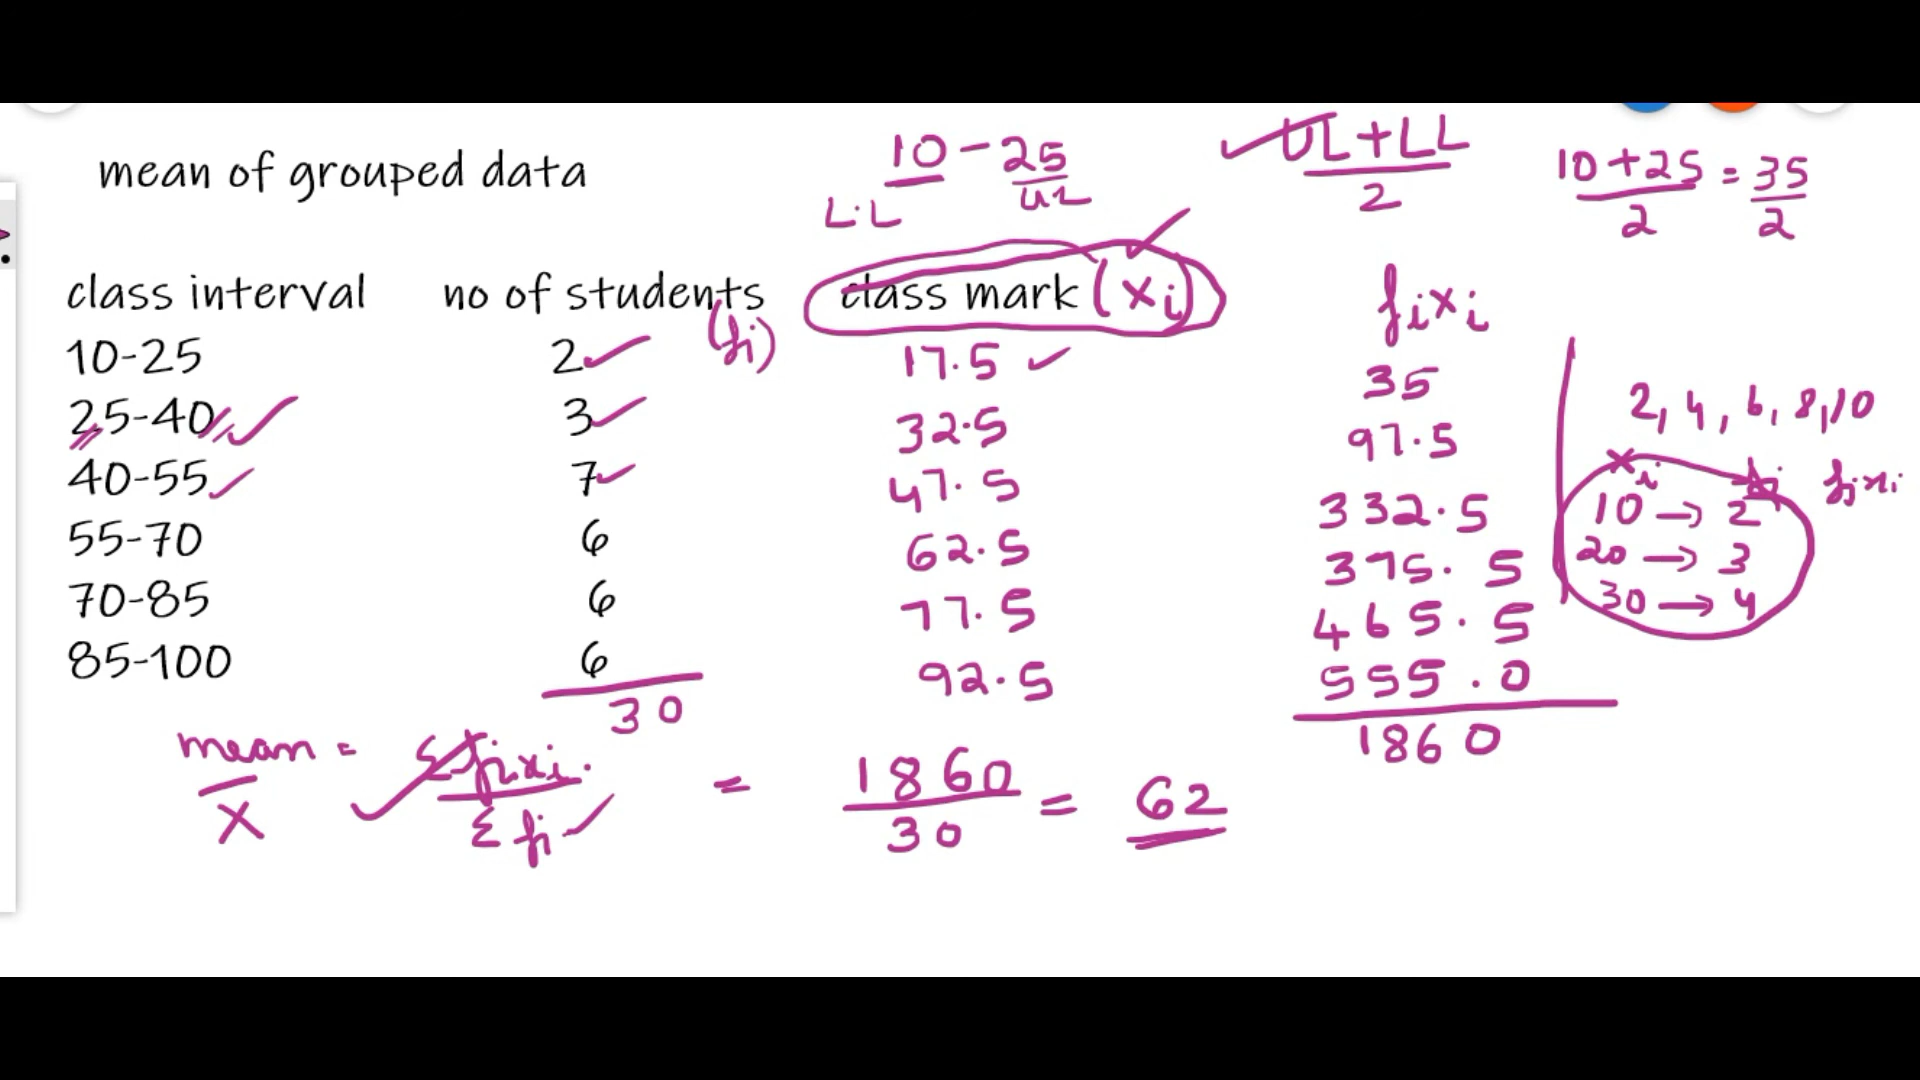 10 - 25
UL+LL
2
10+25 = 35
2 2
mean of grouped data
L.L UL
class interval no of students class mark (xi) fixi
(fi)
10-25 2 17.5 35
25-40 3 32.5 97.5 2, 4, 6, 8, 10
40-55 7 47.5 332.5 xi fi fixi
10 → 2
55-70 6 62.5 375.5 20 → 3
70-85 6 77.5 465.5 30 → 4
85-100 6 92.5 555.0
30 1860
mean = Σfixi = 1860 = 62
x̄ Σfi 30